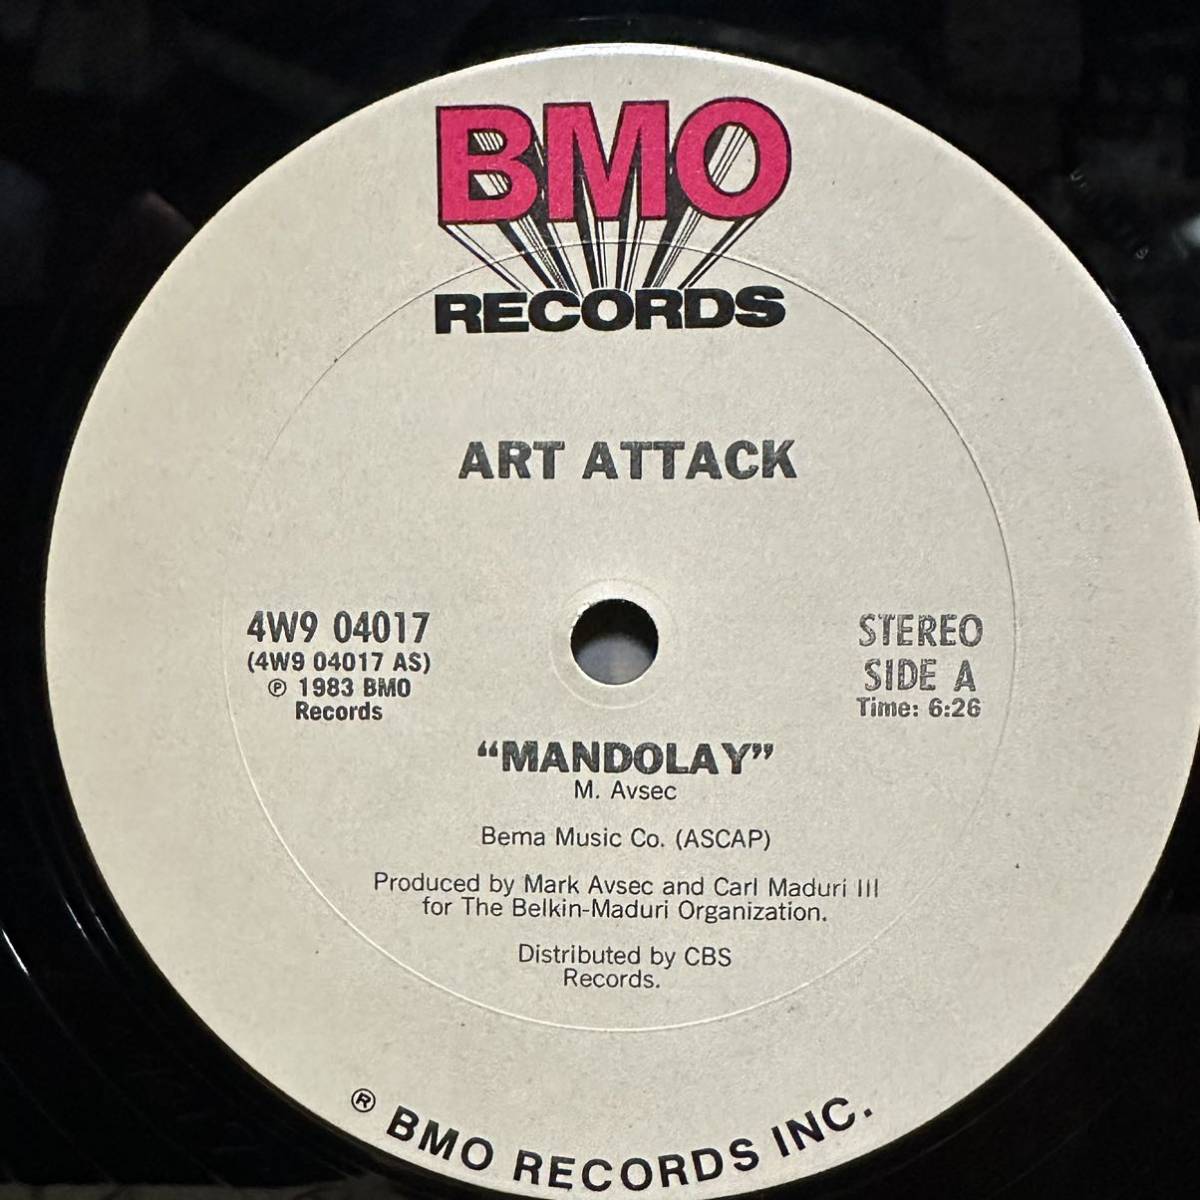 BMO
RECORDS
ART ATTACK
4W9 04017
(4W9 04017 AS)
℗ 1983 BMO
Records
STEREO
SIDE A
Time: 6:26
“MANDOLAY”
M. Avsec
Bema Music Co. (ASCAP)
Produced by Mark Avsec and Carl Maduri III
for The Belkin-Maduri Organization.
Distributed by CBS
Records.
® BMO RECORDS INC.